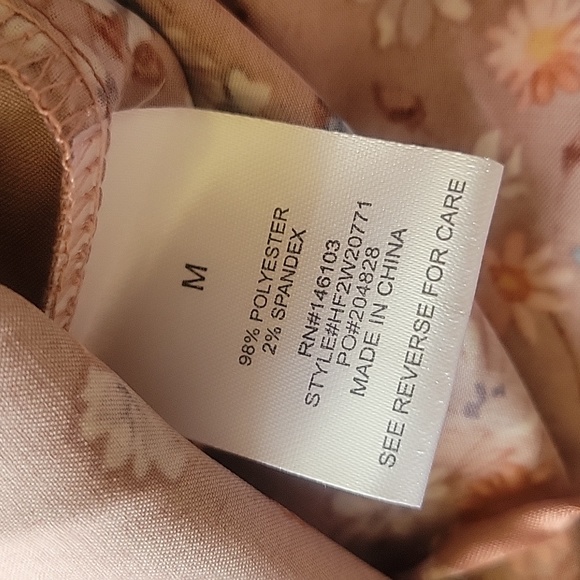 M
98% POLYESTER
2% SPANDEX
RN#146103
STYLE#HF2W20771
PO#204828
MADE IN CHINA
SEE REVERSE FOR CARE